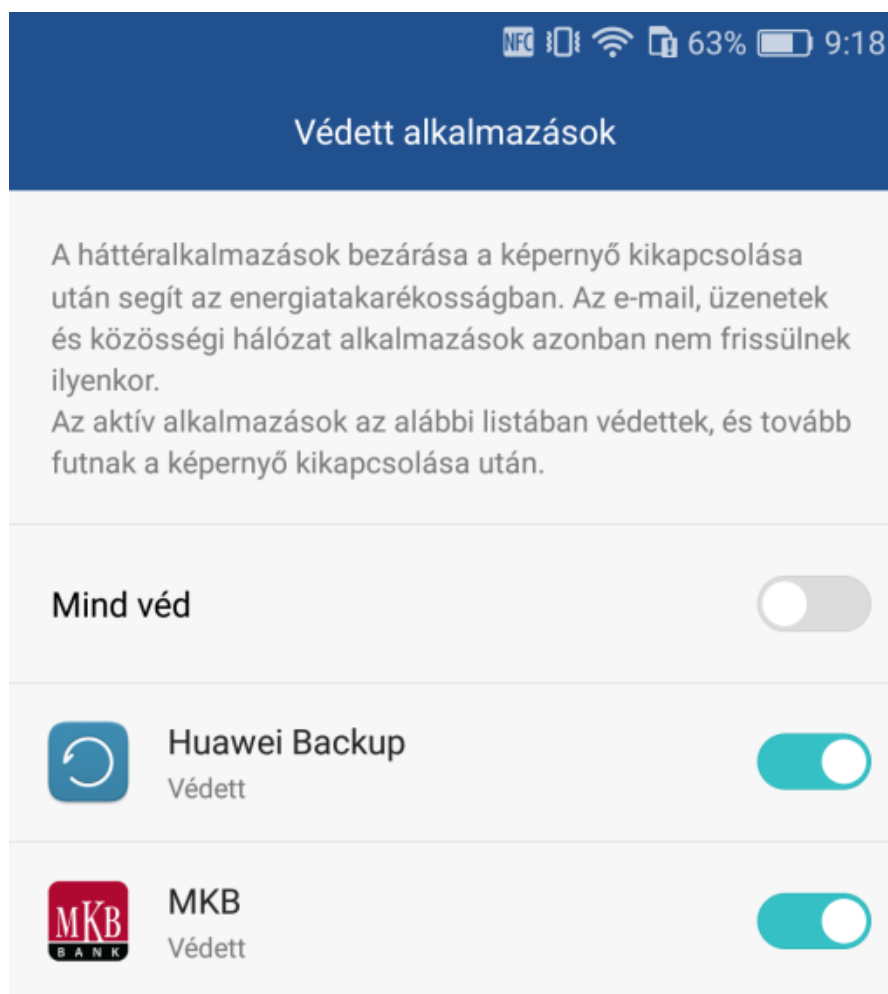 NFC 63% 9:18
Védett alkalmazások
A háttéralkalmazások bezárása a képernyő kikapcsolása
után segít az energiatakarékosságban. Az e-mail, üzenetek
és közösségi hálózat alkalmazások azonban nem frissülnek
ilyenkor.
Az aktív alkalmazások az alábbi listában védettek, és tovább
futnak a képernyő kikapcsolása után.
Mind véd
Huawei Backup
Védett
MKB
BANK
MKB
Védett